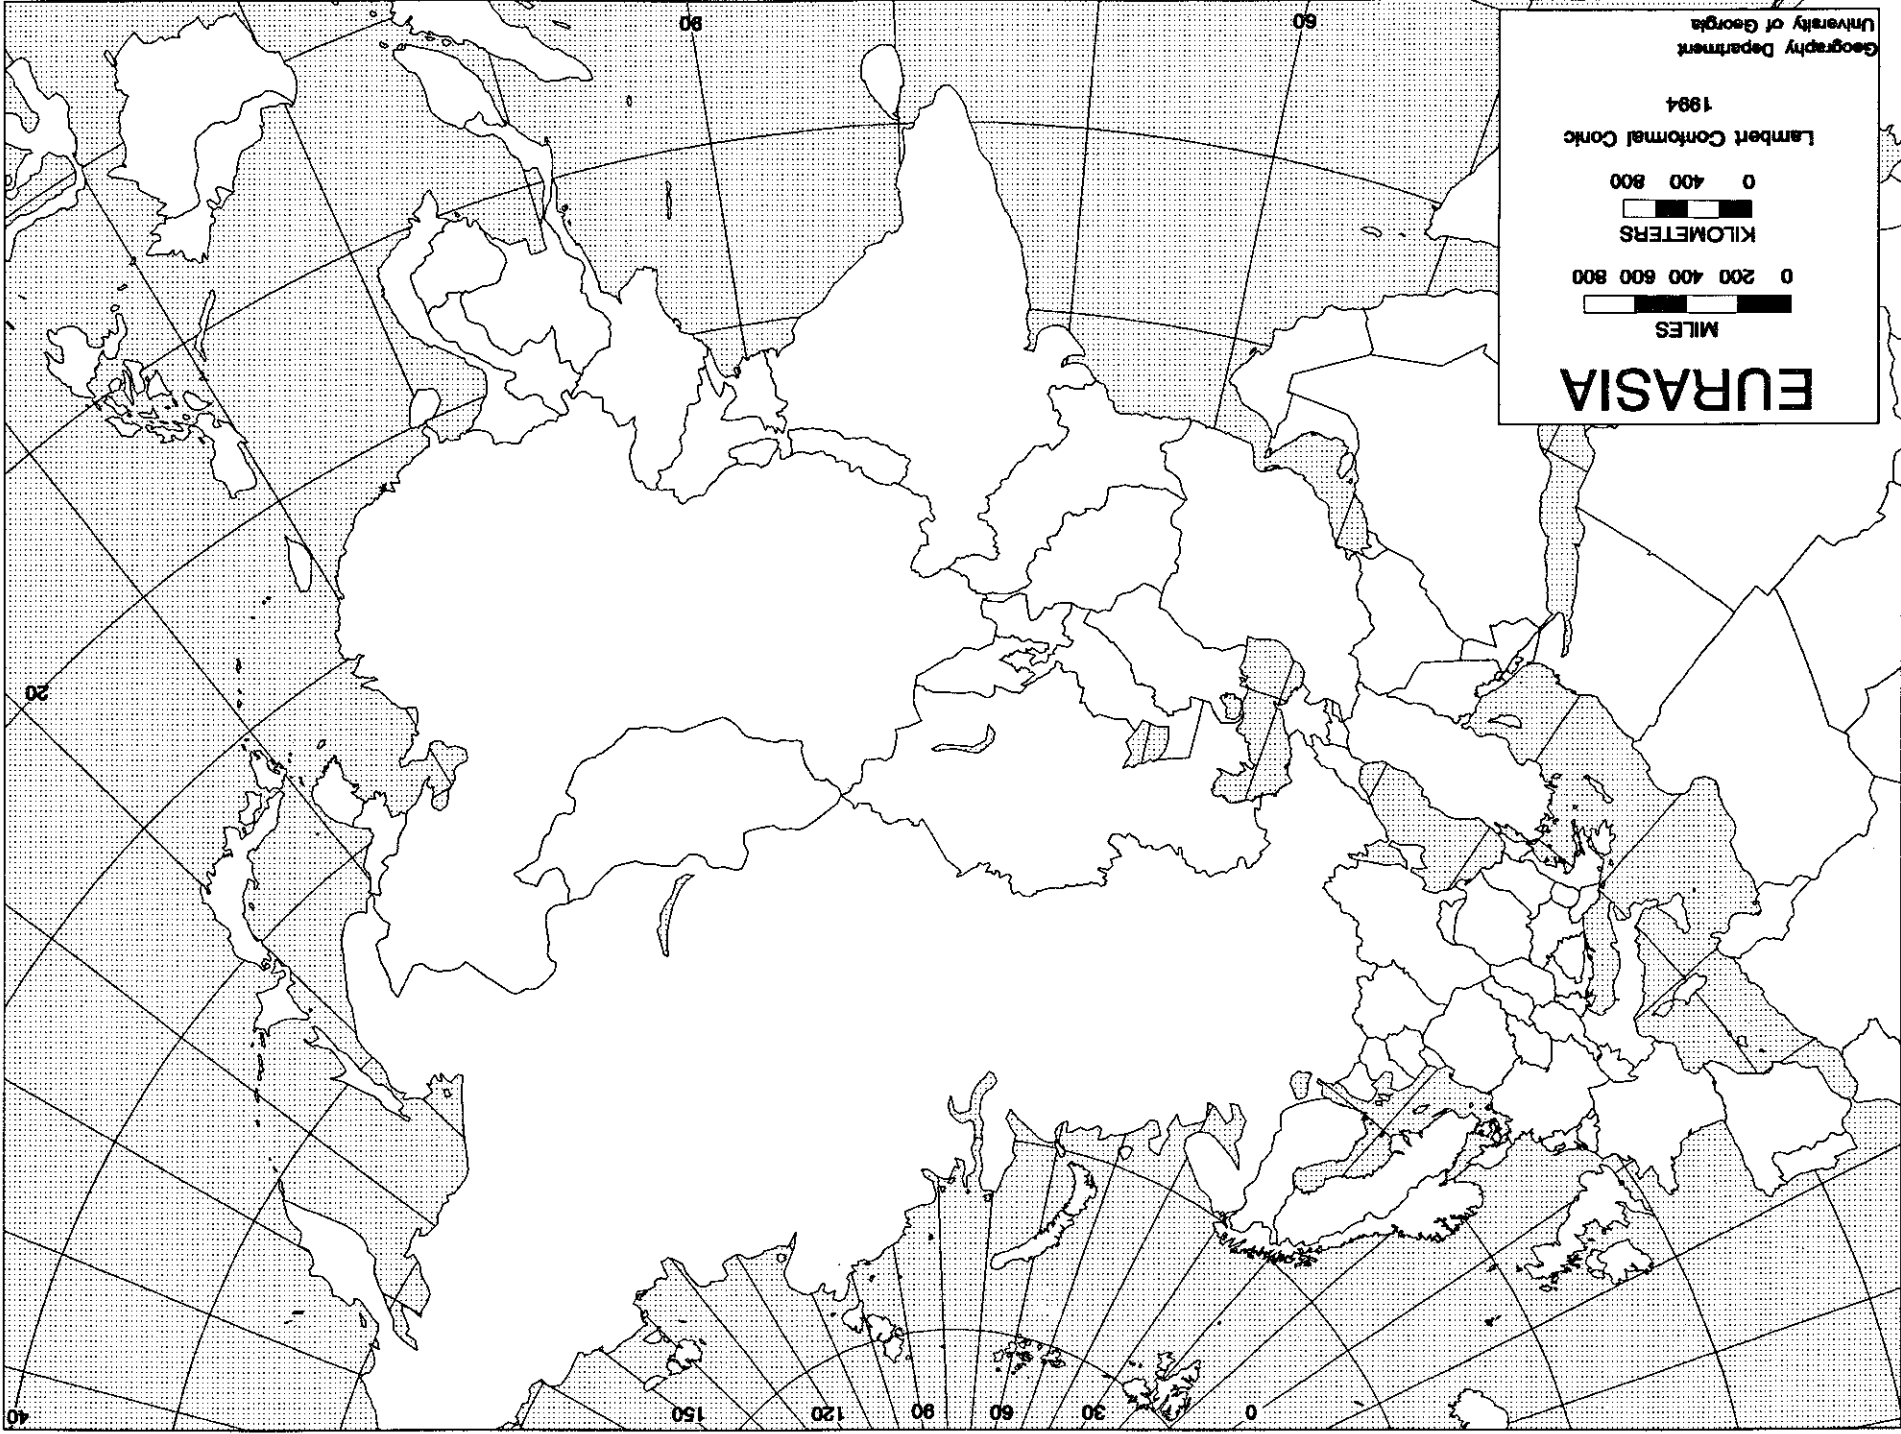 0 30 60 90 120 150 40
20
EURASIA
MILES
0 200 400 600 800
KILOMETERS
0 400 800
Lambert Conformal Conic
1994
Geography Department
University of Georgia
60 90